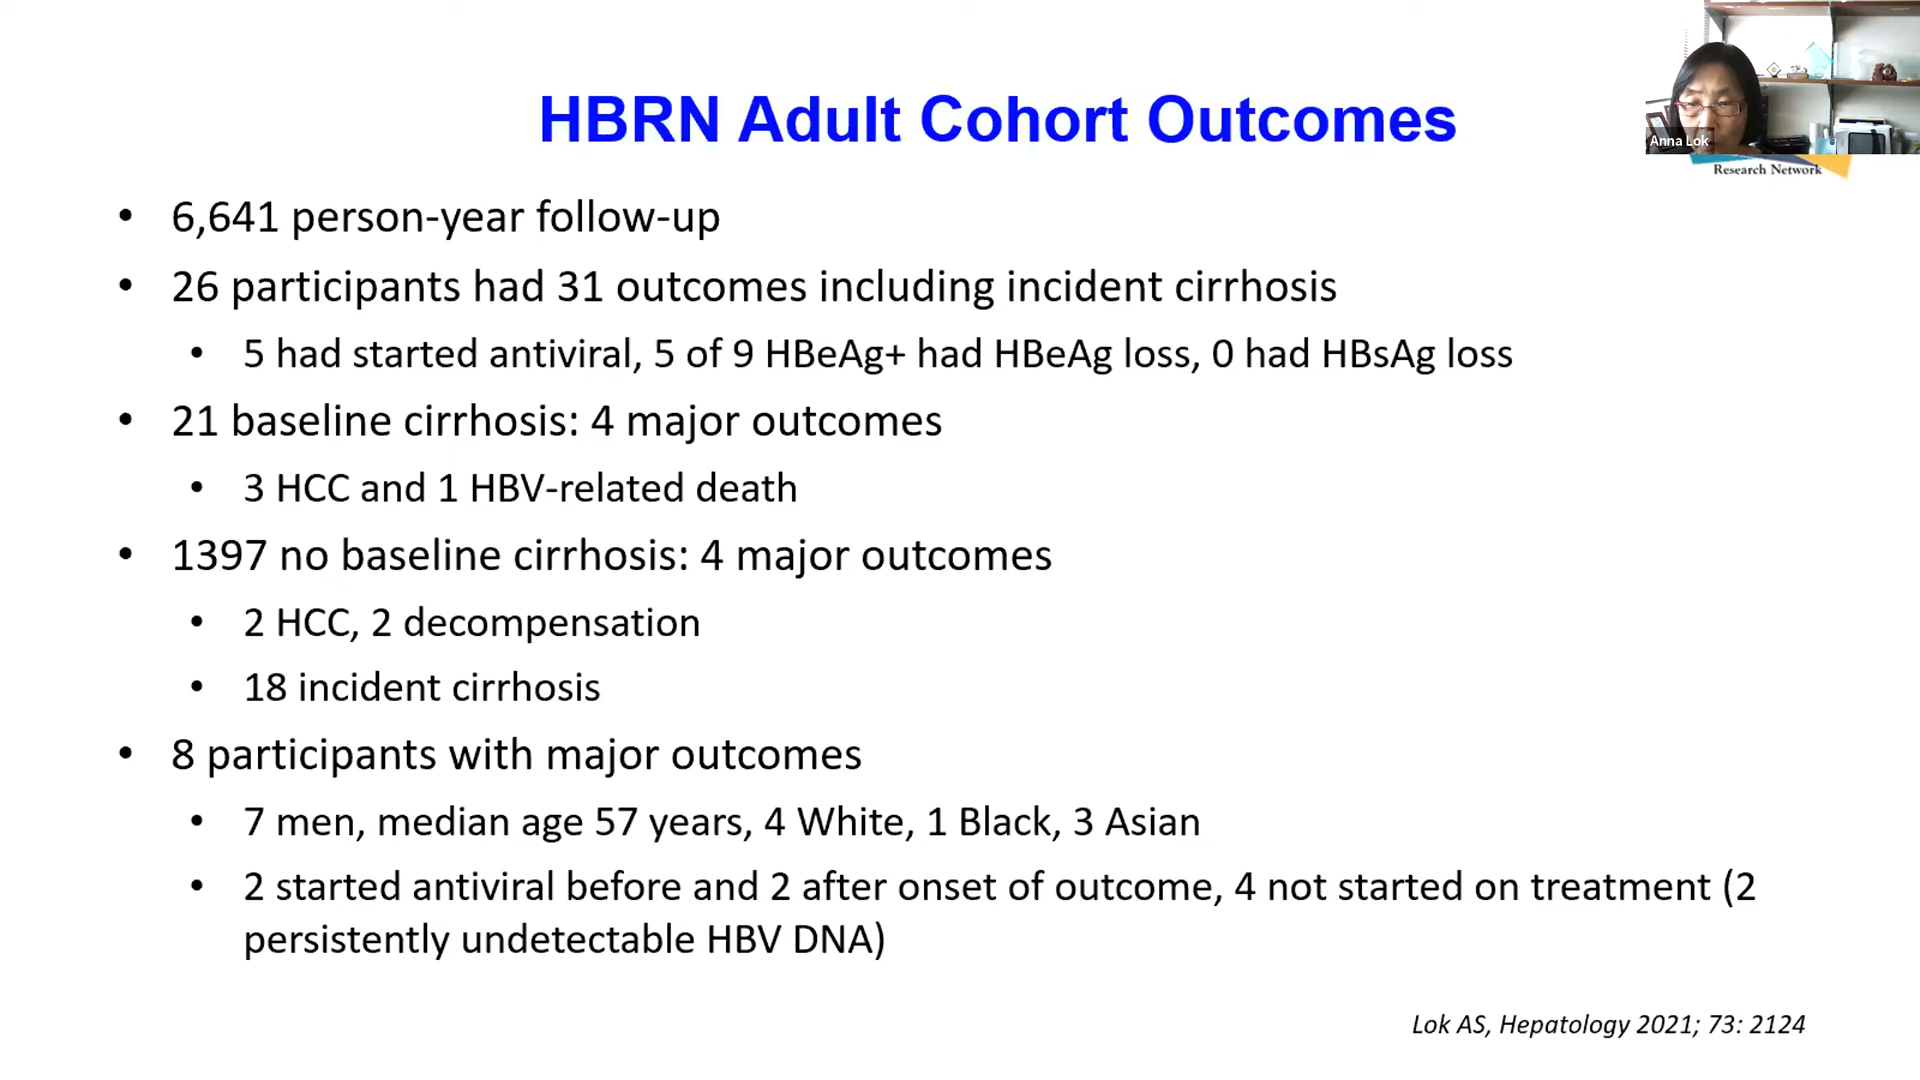 HBRN Adult Cohort Outcomes
Anna Lok
Research Network
• 6,641 person-year follow-up
• 26 participants had 31 outcomes including incident cirrhosis
• 5 had started antiviral, 5 of 9 HBeAg+ had HBeAg loss, 0 had HBsAg loss
• 21 baseline cirrhosis: 4 major outcomes
• 3 HCC and 1 HBV-related death
• 1397 no baseline cirrhosis: 4 major outcomes
• 2 HCC, 2 decompensation
• 18 incident cirrhosis
• 8 participants with major outcomes
• 7 men, median age 57 years, 4 White, 1 Black, 3 Asian
• 2 started antiviral before and 2 after onset of outcome, 4 not started on treatment (2
persistently undetectable HBV DNA)
Lok AS, Hepatology 2021; 73: 2124